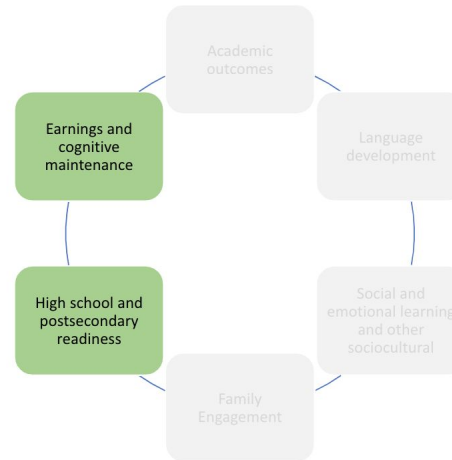 Academic
outcomes
Language
development
Social and
emotional learning
and other
sociocultural
Family
Engagement
High school and
postsecondary
readiness
Earnings and
cognitive
maintenance